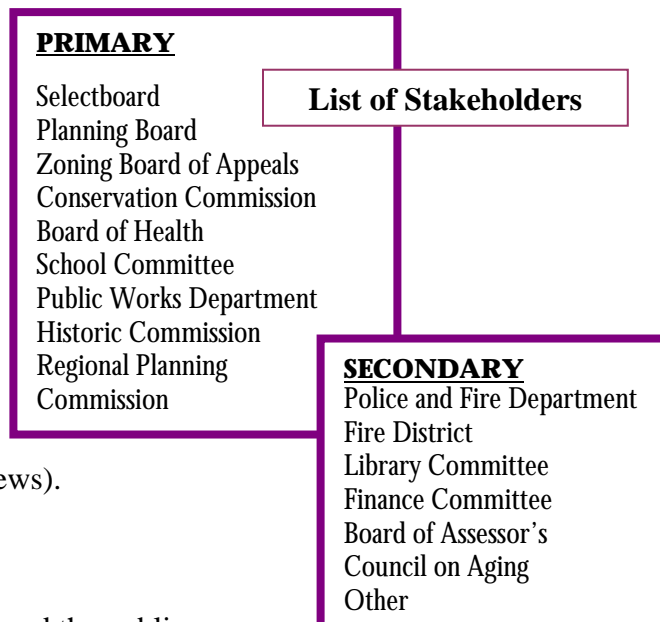 PRIMARY
List of Stakeholders
Selectboard
Planning Board
Zoning Board of Appeals
Conservation Commission
Board of Health
School Committee
Public Works Department
Historic Commission
Regional Planning
Commission
SECONDARY
Police and Fire Department
Fire District
Library Committee
Finance Committee
Board of Assessor's
Council on Aging
Other
ews).